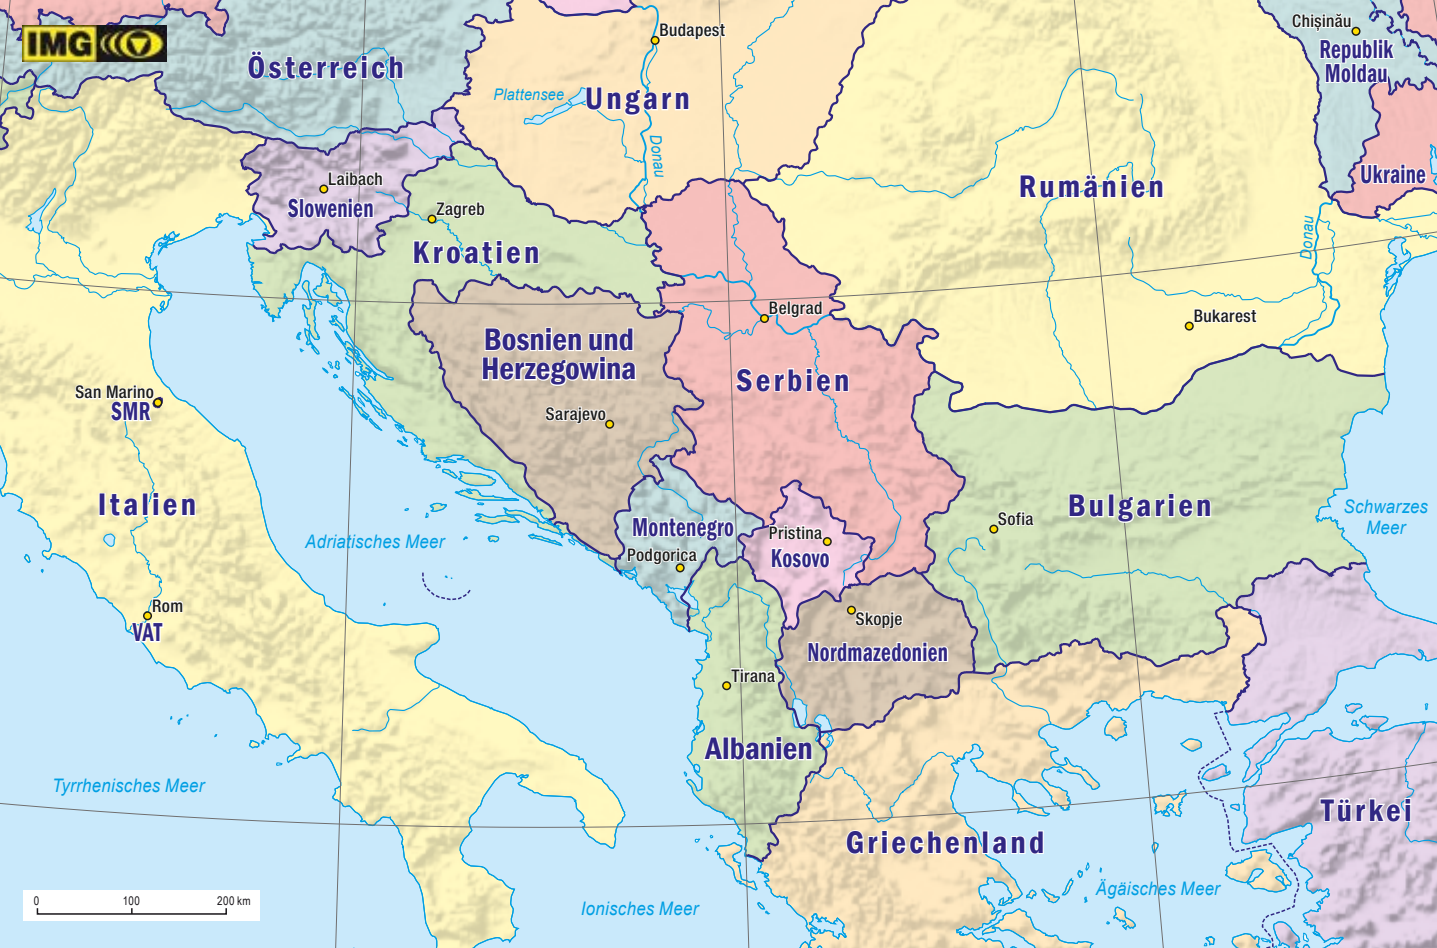 IMG
Österreich
Budapest
Chișinău
Republik
Moldau
Plattensee
Ungarn
Donau
Ukraine
Rumänien
Laibach
Slowenien
Zagreb
Kroatien
Donau
Belgrad
Bukarest
Bosnien und
Herzegowina
Serbien
San Marino
SMR
Sarajevo
Italien
Bulgarien
Schwarzes
Meer
Sofia
Montenegro
Pristina
Adriatisches Meer
Podgorica
Kosovo
Rom
VAT
Skopje
Nordmazedonien
Tirana
Albanien
Tyrrhenisches Meer
Türkei
Griechenland
Ägäisches Meer
Ionisches Meer
0 100 200 km